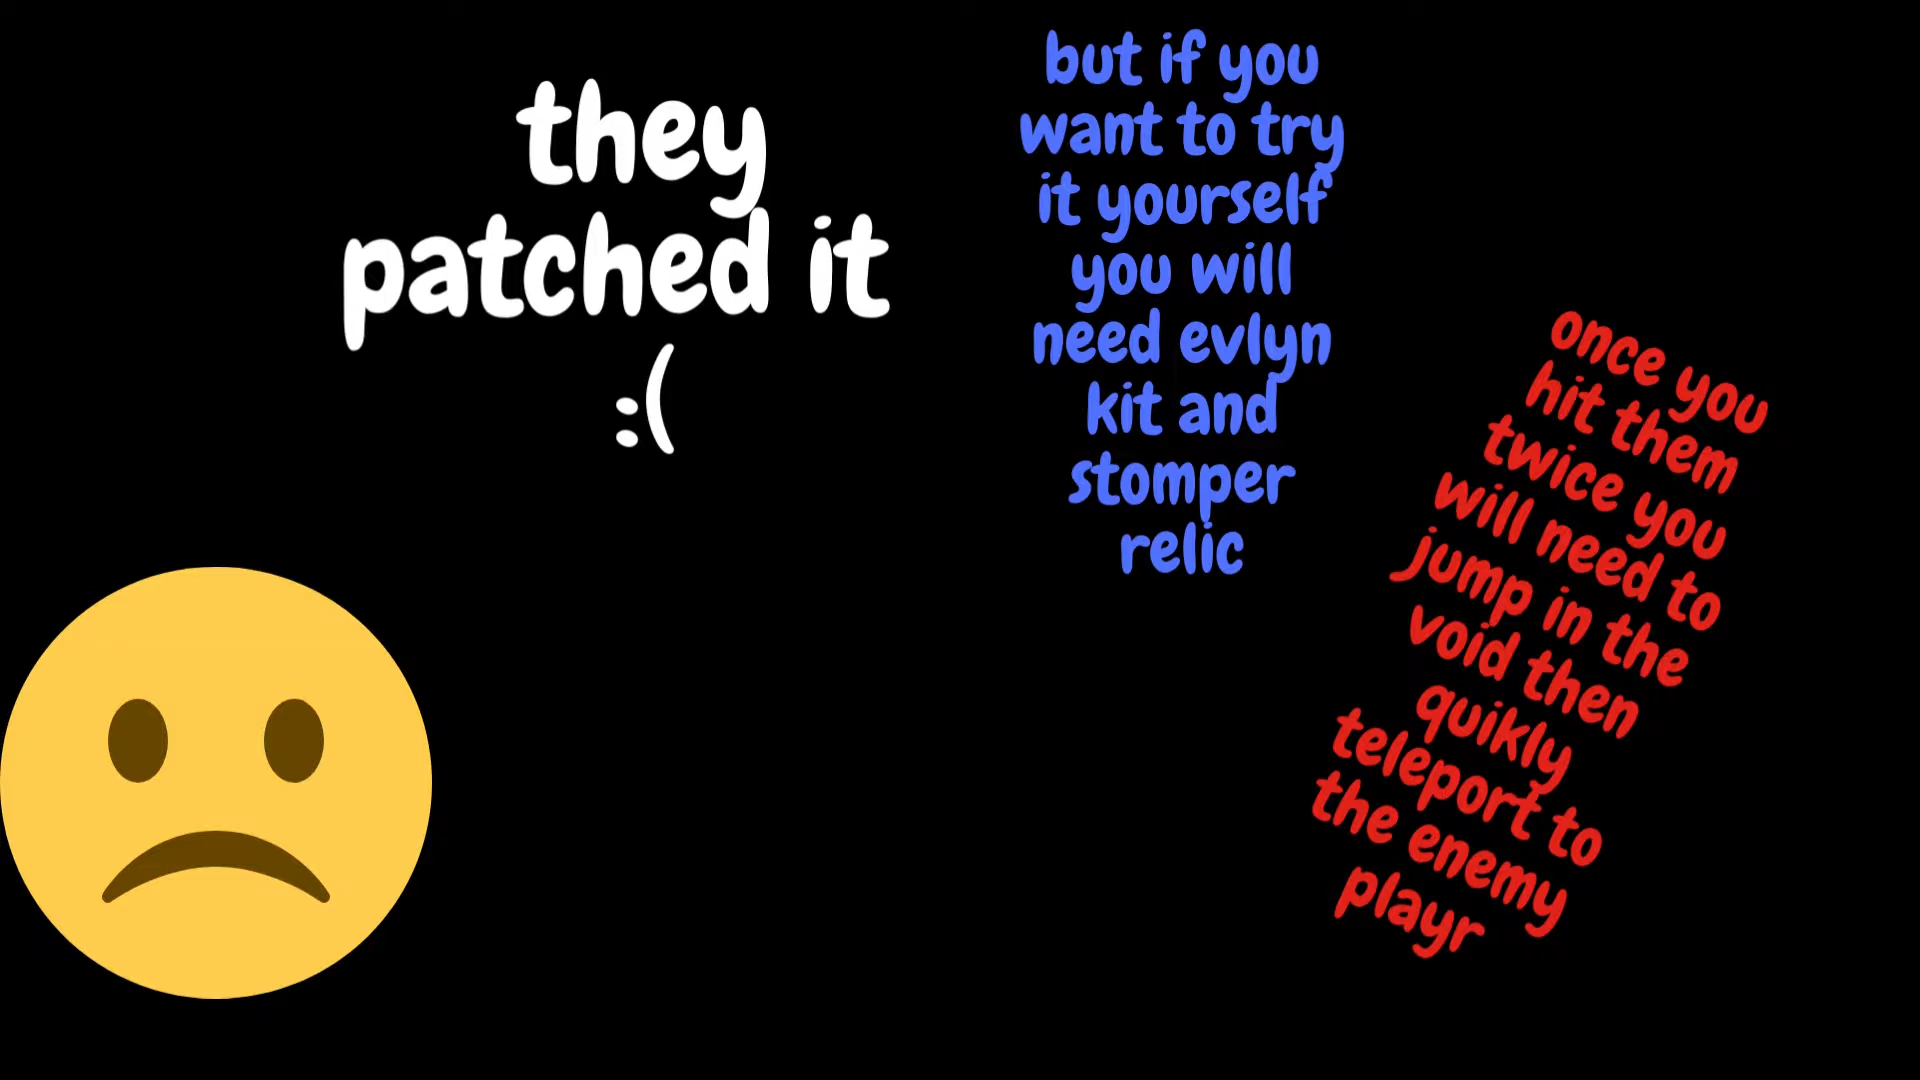 they
patched it
:(
but if you
want to try
it yourself
you will
need evlyn
kit and
stomper
relic
once you
hit them
twice you
will need to
jump in the
void then
quikly
teleport to
the enemy
playr